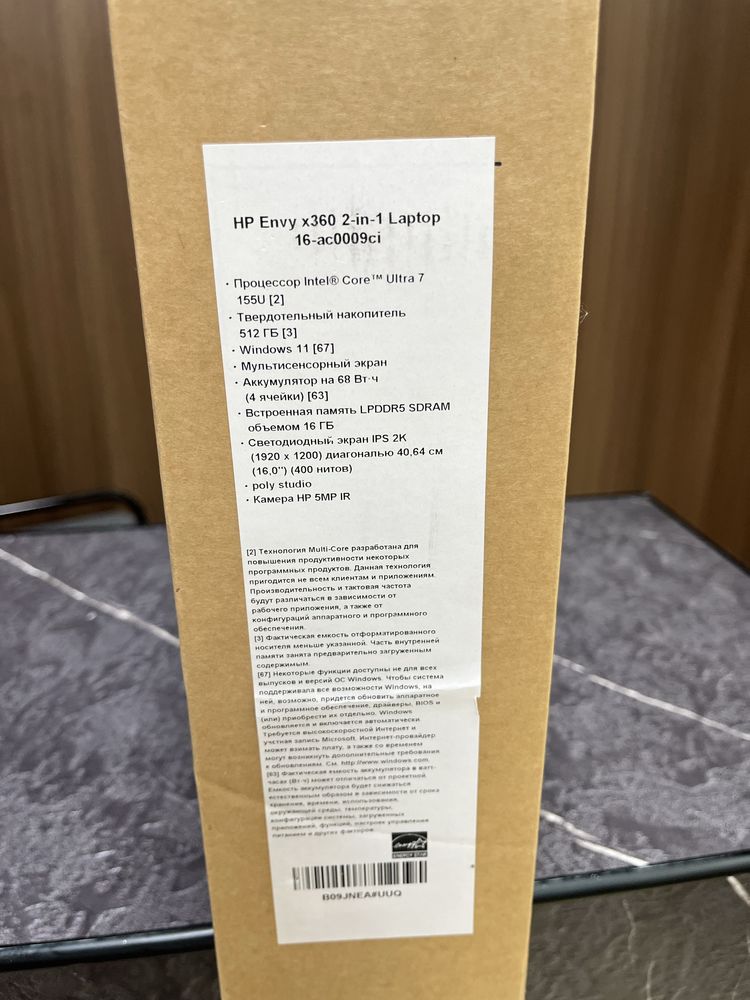 HP Envy x360 2-in-1 Laptop
16-ac0009ci
· Процессор Intel® Core™ Ultra 7
155U [2]
· Твердотельный накопитель
512 ГБ [3]
· Windows 11 [67]
· Мультисенсорный экран
· Аккумулятор на 68 Вт·ч
(4 ячейки) [63]
· Встроенная память LPDDR5 SDRAM
объемом 16 ГБ
· Светодиодный экран IPS 2K
(1920 x 1200) диагональю 40,64 см
(16,0'') (400 нитов)
· poly studio
· Камера HP 5MP IR
[2] Технология Multi-Core разработана для
повышения продуктивности некоторых
программных продуктов. Данная технология
пригодится не всем клиентам и приложениям.
Производительность и тактовая частота
будут различаться в зависимости от
рабочего приложения, а также от
конфигураций аппаратного и программного
обеспечения.
[3] Фактическая емкость отформатированного
носителя меньше указанной. Часть внутренней
памяти занята предварительно загруженным
содержимым.
[67] Некоторые функции доступны не для всех
выпусков и версий ОС Windows. Чтобы система
поддерживала все возможности Windows, на
ней, возможно, придется обновить аппаратное
и программное обеспечение, драйверы, BIOS и
(или) приобрести их отдельно. Windows
обновляется и включается автоматически.
Требуется высокоскоростной Интернет и
учетная запись Microsoft. Интернет-провайдер
может взимать плату, а также со временем
могут возникнуть дополнительные требования
к обновлениям. См. http://www.windows.com.
[63] Фактическая емкость аккумулятора в ватт-
часах (Вт·ч) может отличаться от проектной.
Емкость аккумулятора будет снижаться
естественным образом в зависимости от срока
хранения, времени, использования,
окружающей среды, температуры,
конфигурации системы, загруженных
приложений, функций, настроек управления
питанием и других факторов.
ENERGY STAR
B09JNEA#UUQ